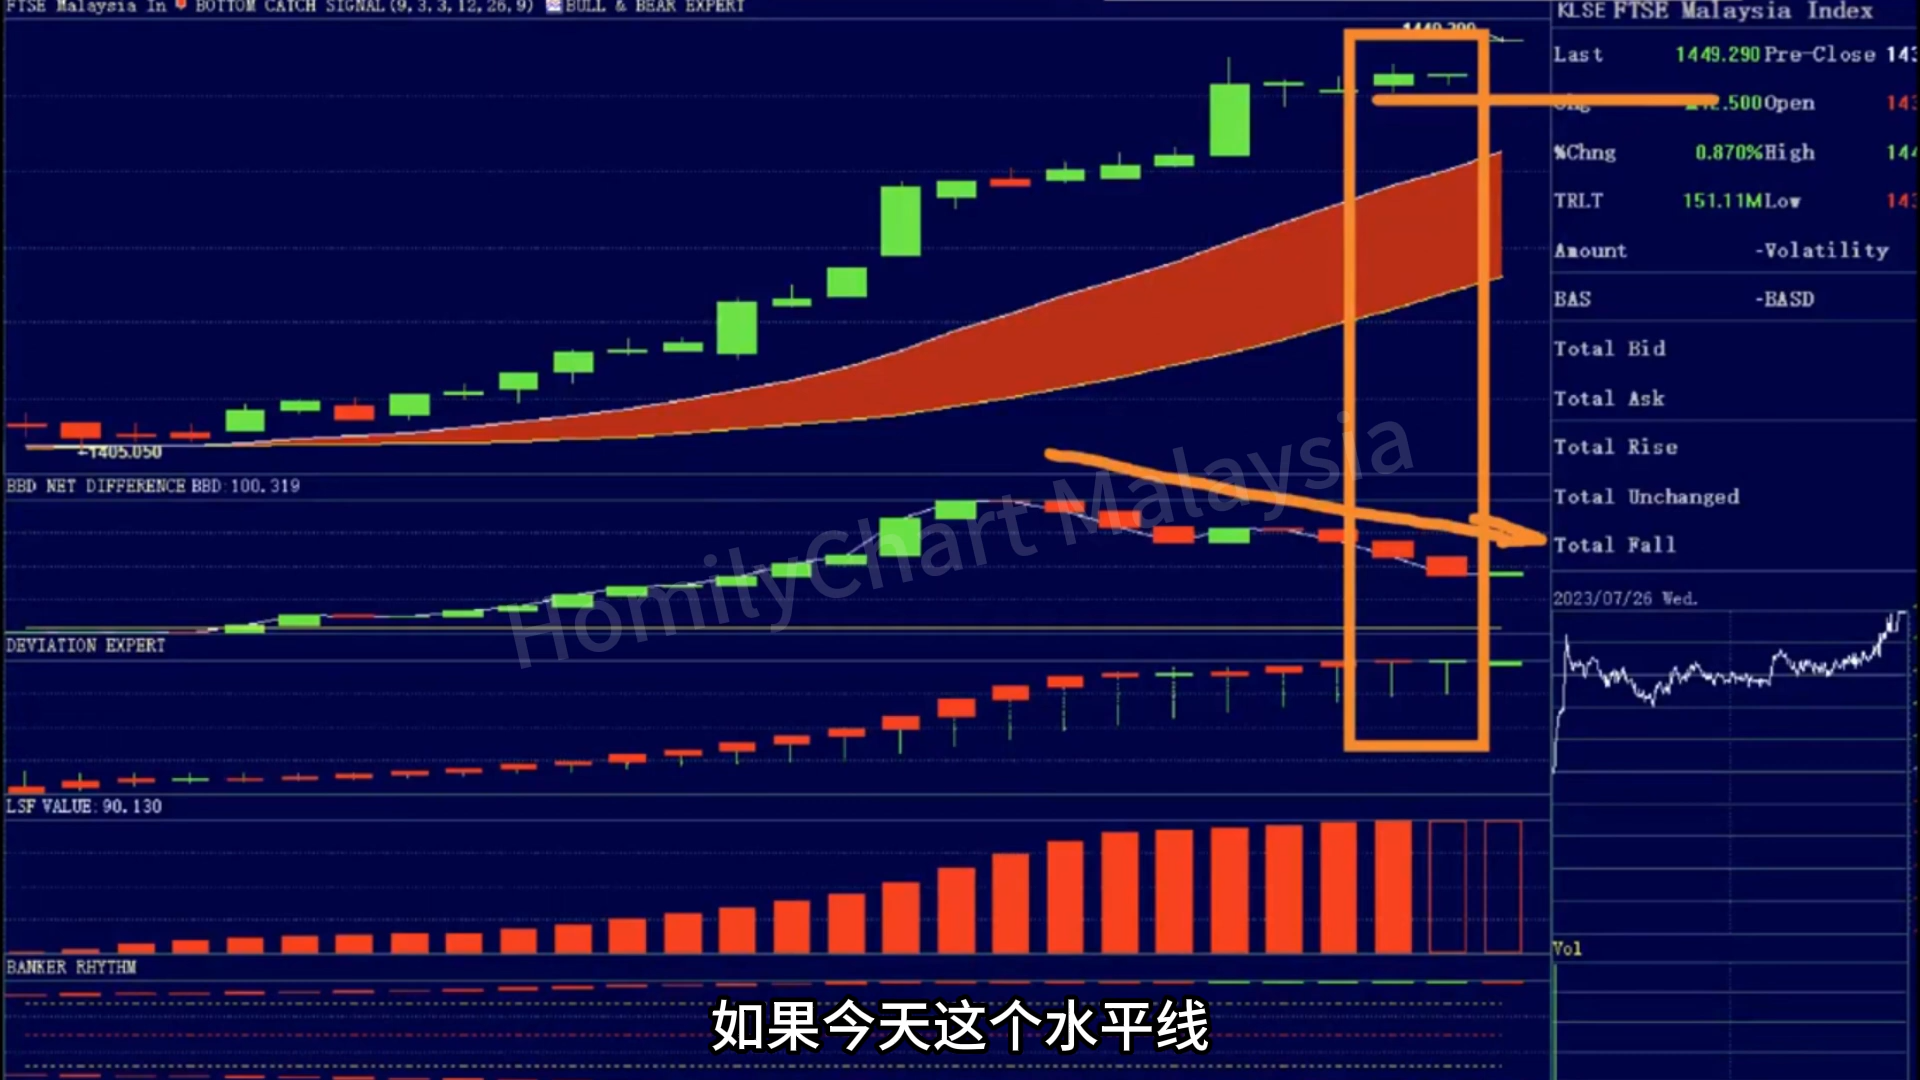 FTSE Malaysia In BOTTOM CATCH SIGNAL(9,3,3,12,26,9) BULL & BEAR EXPERT
KLSE FTSE Malaysia Index
Last 1449.290 Pre-Close
.500 Open
%Chng 0.870% High
TRLT 151.11M Low
Amount - Volatility
BAS - BASD
Total Bid
Total Ask
Total Rise
Total Unchanged
Total Fall
2023/07/26 Wed.
Vol
1405.050
BBD NET DIFFERENCE BBD:100.319
DEVIATION EXPERT
LSF VALUE:90.130
BANKER RHYTHM
HomilyChart Malaysia
如果今天这个水平线